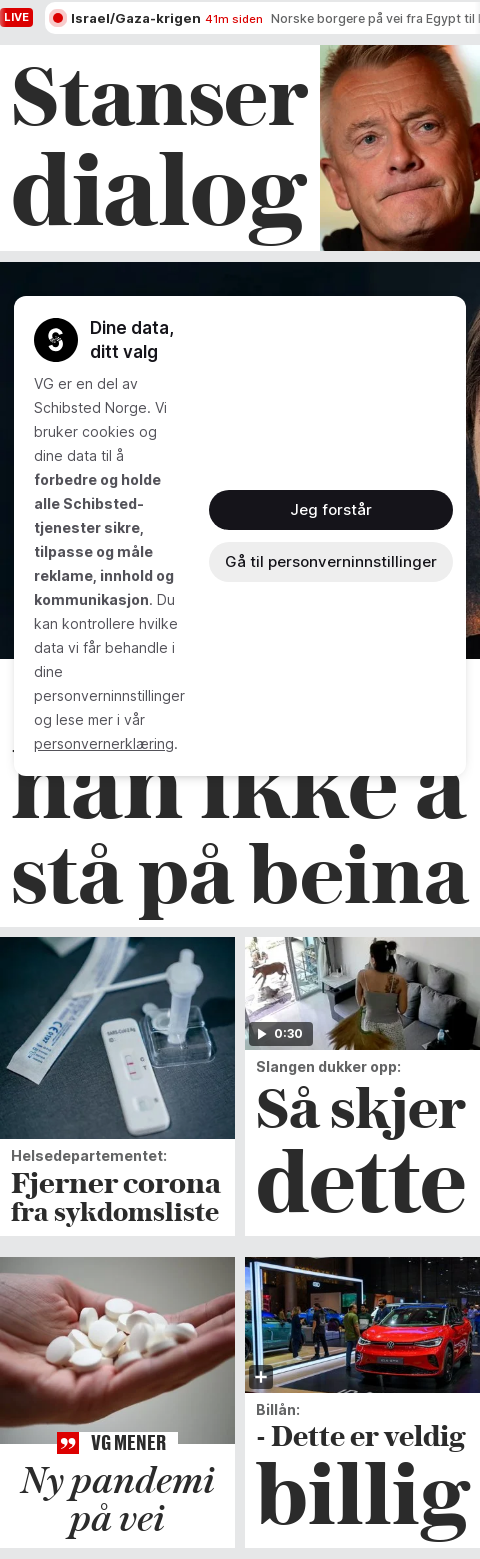 LIVE
Israel/Gaza-krigen 41m siden Norske borgere på vei fra Egypt til
Stanser
dialog
Dine data,
ditt valg
VG er en del av
Schibsted Norge. Vi
bruker cookies og
dine data til å
forbedre og holde
alle Schibsted-
tjenester sikre,
tilpasse og måle
reklame, innhold og
kommunikasjon. Du
kan kontrollere hvilke
data vi får behandle i
dine
personverninnstillinger
og lese mer i vår
personvernerklæring.
Jeg forstår
Gå til personverninnstillinger
han ikke å
stå på beina
Helsedepartementet:
Fjerner corona
fra sykdomsliste
0:30
Slangen dukker opp:
Så skjer
dette
VG MENER
Ny pandemi
på vei
Billån:
- Dette er veldig
billig